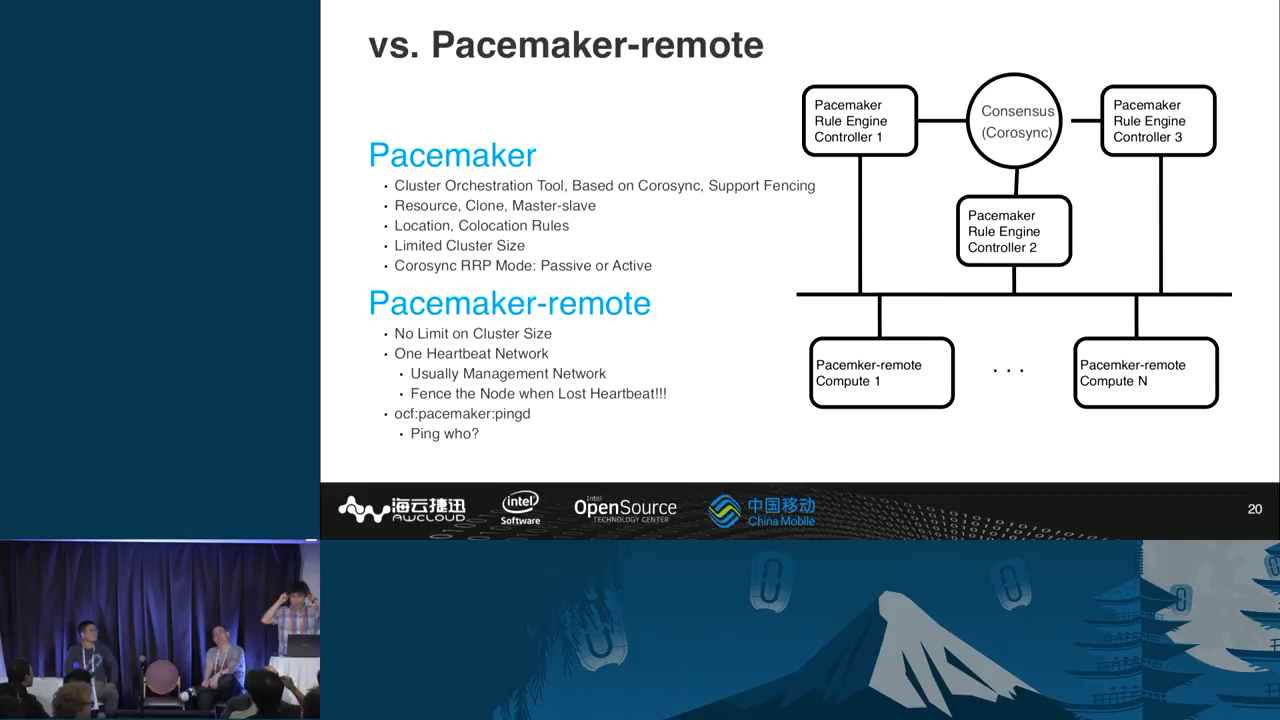 vs. Pacemaker-remote
Pacemaker
• Cluster Orchestration Tool, Based on Corosync, Support Fencing
• Resource, Clone, Master-slave
• Location, Colocation Rules
• Limited Cluster Size
• Corosync RRP Mode: Passive or Active
Pacemaker-remote
• No Limit on Cluster Size
• One Heartbeat Network
• Usually Management Network
• Fence the Node when Lost Heartbeat!!!
• ocf:pacemaker:pingd
• Ping who?
Pacemaker
Rule Engine
Controller 1
Consensus
(Corosync)
Pacemaker
Rule Engine
Controller 3
Pacemaker
Rule Engine
Controller 2
Pacemker-remote
Compute 1
. . .
Pacemker-remote
Compute N
海云捷迅
AWCLOUD
intel
Software
Intel
OpenSource
TECHNOLOGY CENTER
中国移动
China Mobile
20